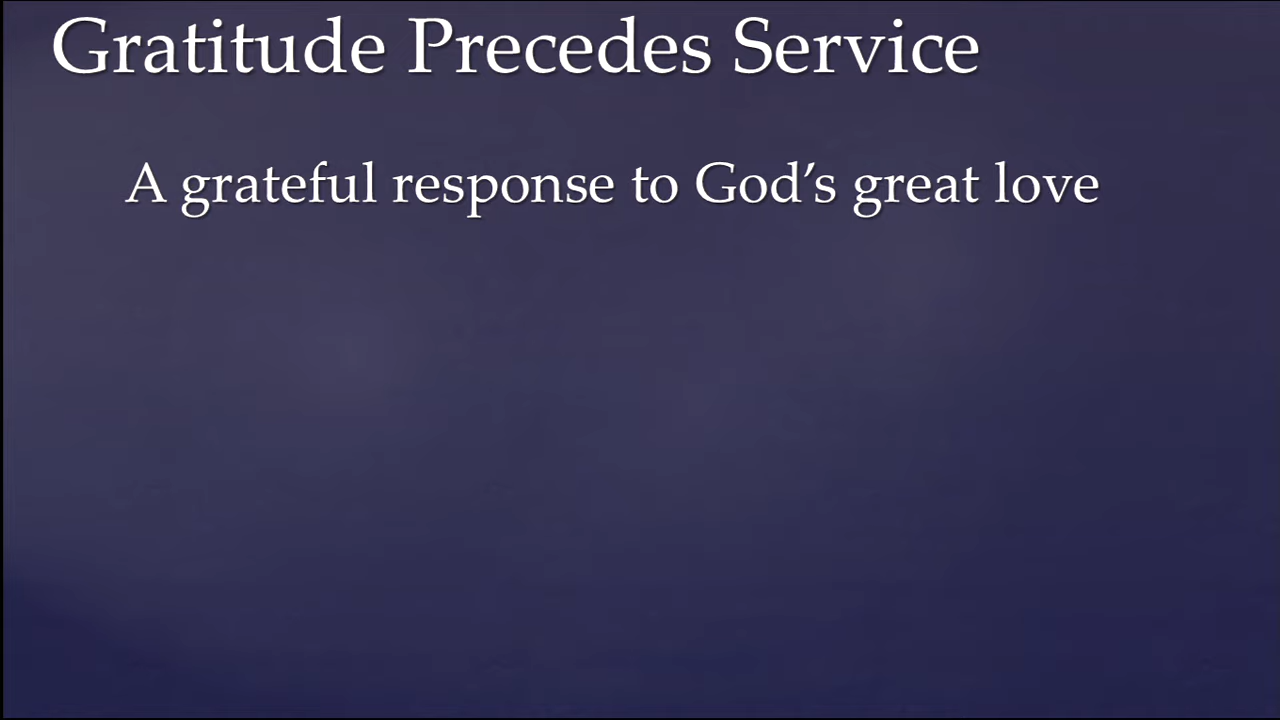 Gratitude Precedes Service
A grateful response to God’s great love